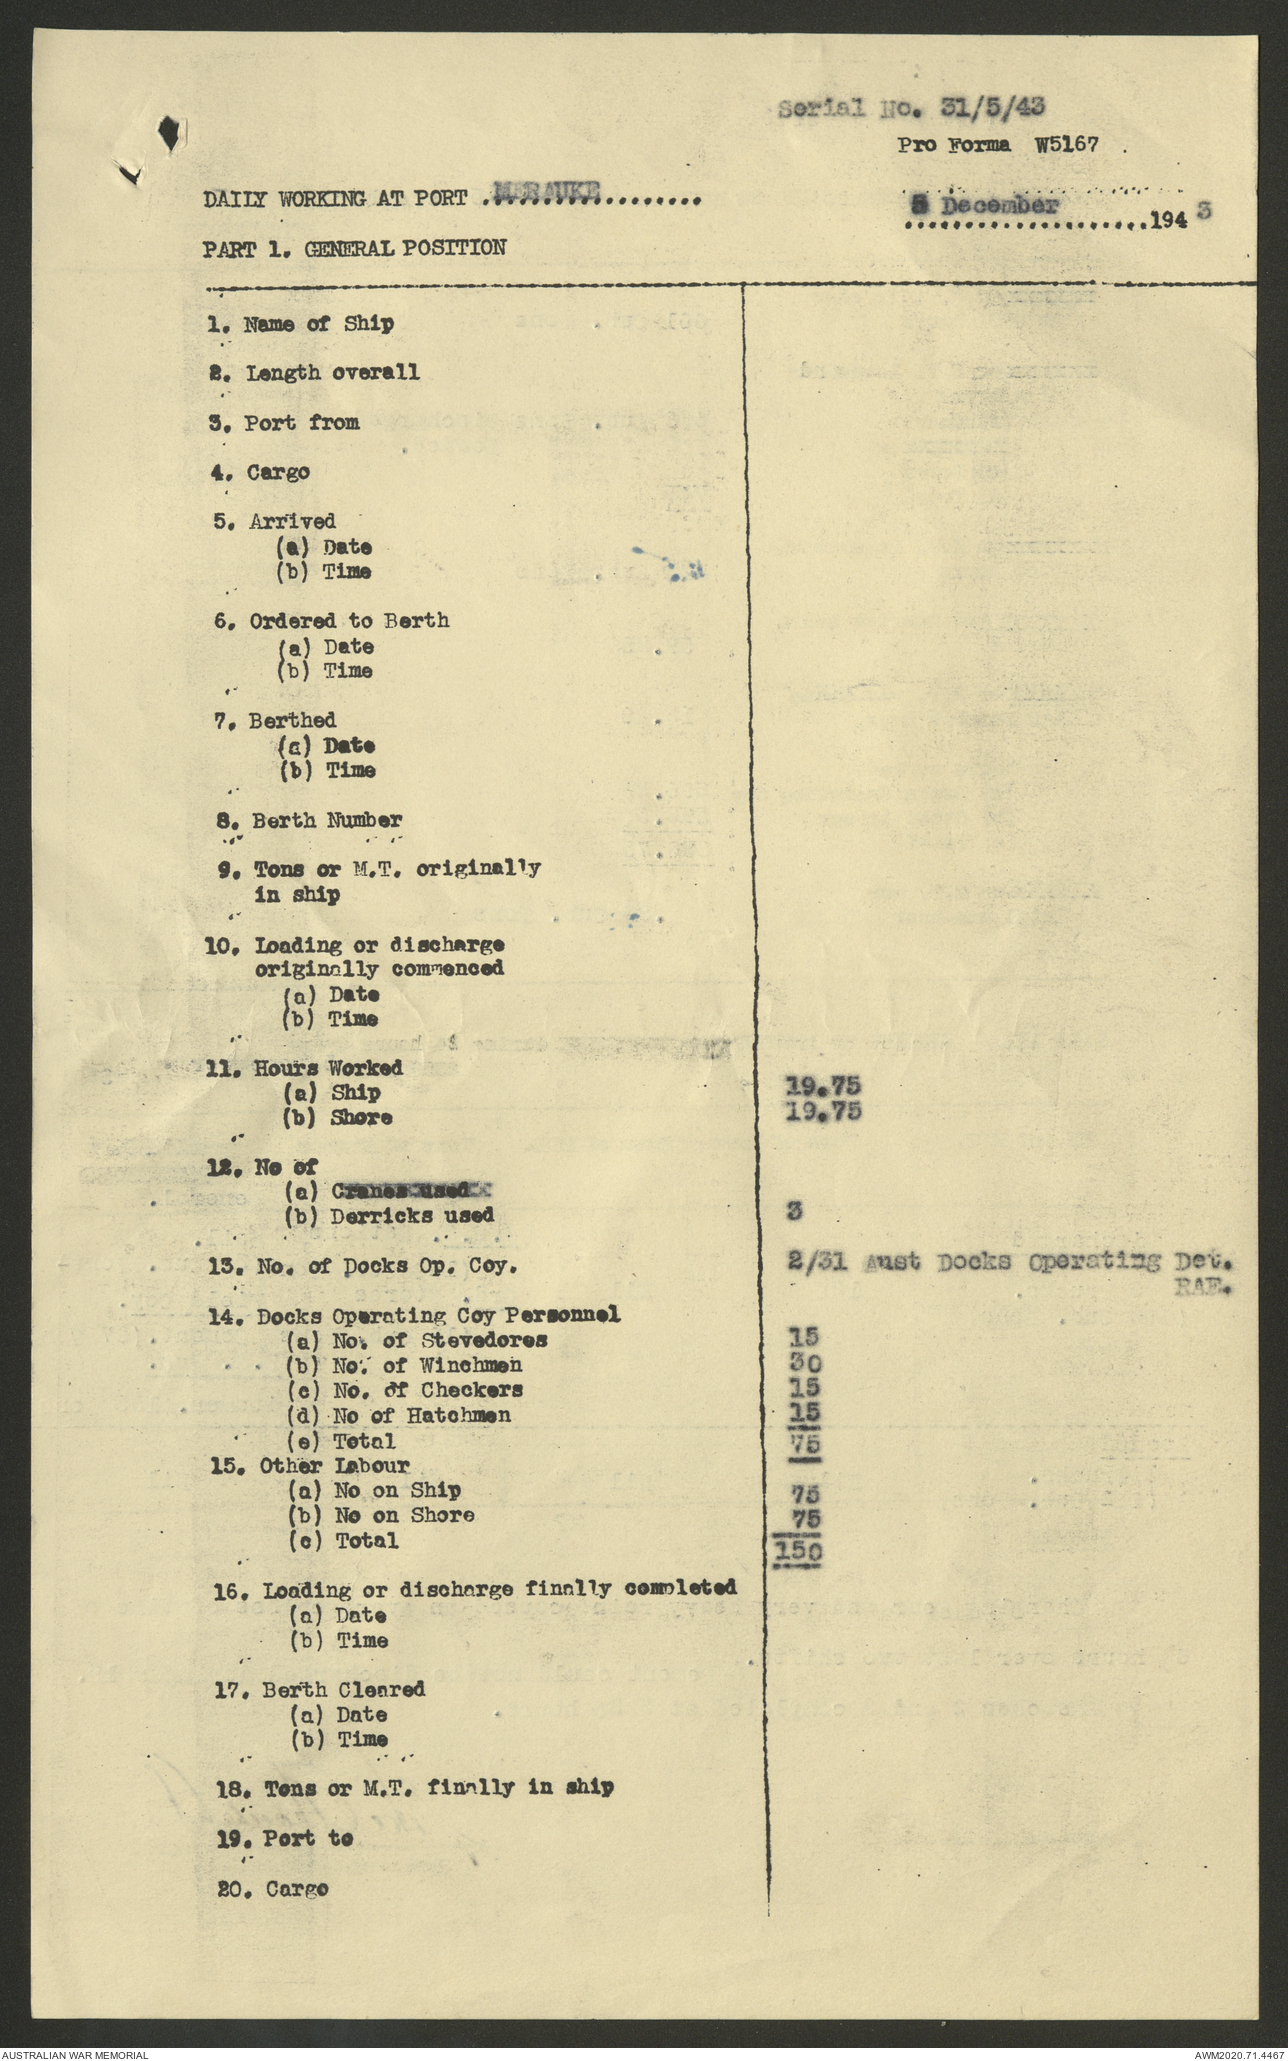 Serial No. 31/5/43
Pro Forma W5167
DAILY WORKING AT PORT ..MERAUKE..................
5 December
......................1943
PART 1. GENERAL POSITION
1. Name of Ship
2. Length overall
3. Port from
4. Cargo
5. Arrived
(a) Date
(b) Time
6. Ordered to Berth
(a) Date
(b) Time
7. Berthed
(a) Date
(b) Time
8. Berth Number
9. Tons or M.T. originally
in ship
10. Loading or discharge
originally commenced
(a) Date
(b) Time
11. Hours Worked
(a) Ship 19.75
(b) Shore 19.75
12. No of
(a) Cranes used
(b) Derricks used 3
13. No. of Docks Op. Coy. 2/31 Aust Docks Operating Det.
RAE.
14. Docks Operating Coy Personnel
(a) No. of Stevedores 15
(b) No. of Winchmen 30
(c) No. of Checkers 15
(d) No of Hatchmen 15
(e) Total 75
15. Other Labour
(a) No on Ship 75
(b) No on Shore 75
(c) Total 150
16. Loading or discharge finally completed
(a) Date
(b) Time
17. Berth Cleared
(a) Date
(b) Time
18. Tons or M.T. finally in ship
19. Port to
20. Cargo
AUSTRALIAN WAR MEMORIAL AWM2020.71.4467